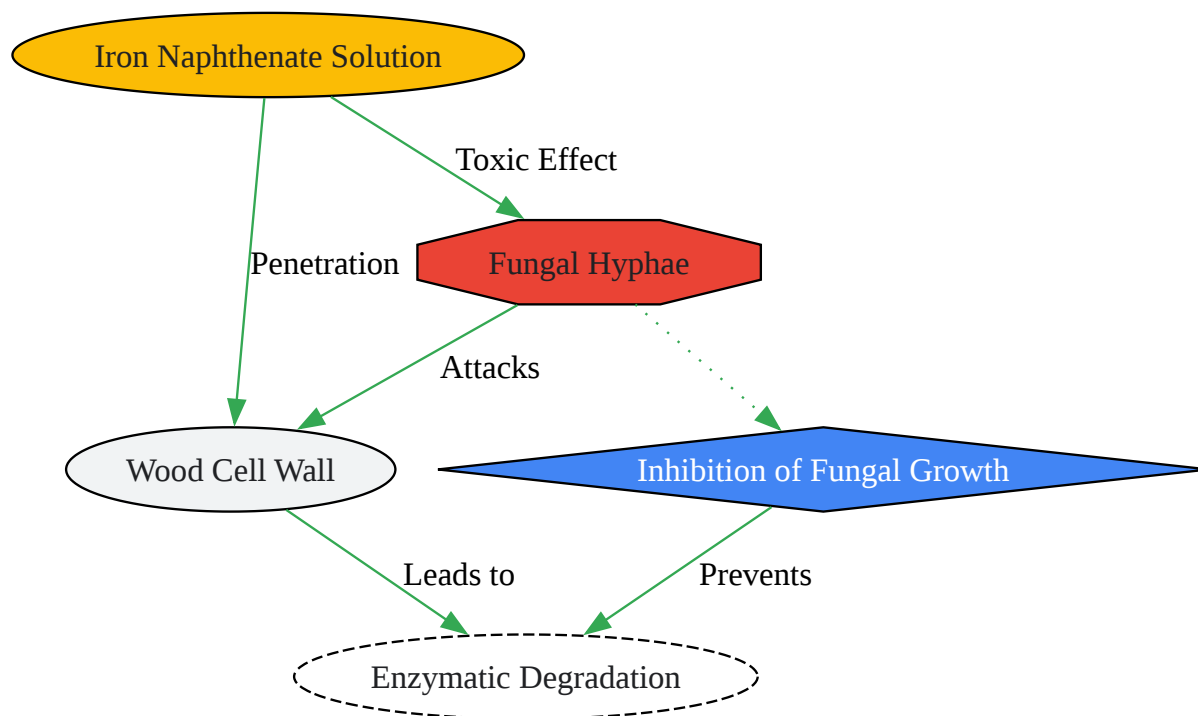 Iron Naphthenate Solution
Toxic Effect
Penetration
Fungal Hyphae
Attacks
Wood Cell Wall
Inhibition of Fungal Growth
Leads to
Prevents
Enzymatic Degradation